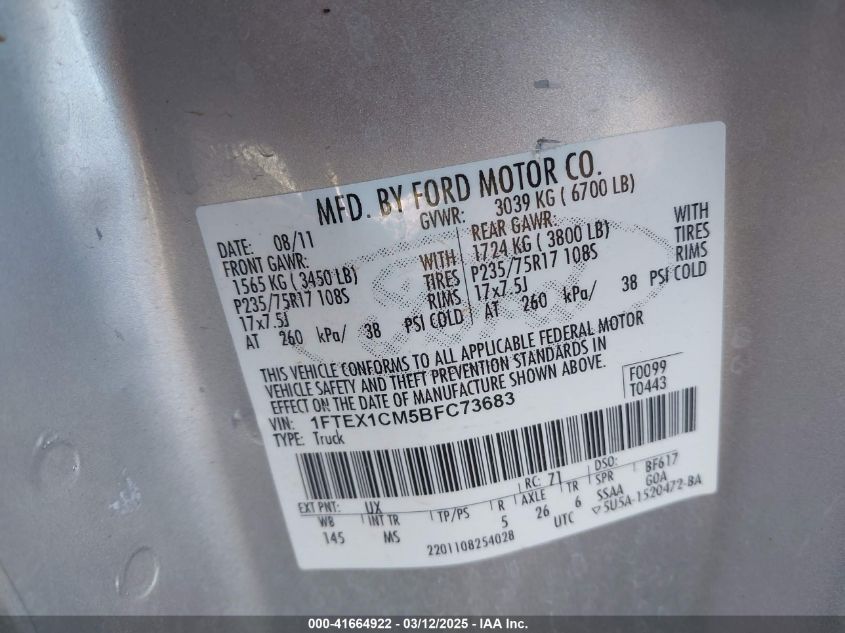 MFD. BY FORD MOTOR CO.
DATE: 08/11 GVWR: 3039 KG ( 6700 LB)
FRONT GAWR: REAR GAWR:
1565 KG ( 3450 LB) WITH 1724 KG ( 3800 LB) WITH
P235/75R17 108S TIRES P235/75R17 108S TIRES
17x7.5J RIMS 17x7.5J RIMS
AT 260 kPa/ 38 PSI COLD AT 260 kPa/ 38 PSI COLD
THIS VEHICLE CONFORMS TO ALL APPLICABLE FEDERAL MOTOR
VEHICLE SAFETY AND THEFT PREVENTION STANDARDS IN
EFFECT ON THE DATE OF MANUFACTURE SHOWN ABOVE.
VIN: 1FTEX1CM5BFC73683 F0099
TYPE: Truck T0443
EXT PNT: UX RC: 71 DSO: BF617
WB INT TR TP/PS R AXLE TR SPR GOA
145 MS 5 26 6 SSAA
2201108254028 UTC ▽5U5A-1520472-BA
000-41664922 - 03/12/2025 - IAA Inc.